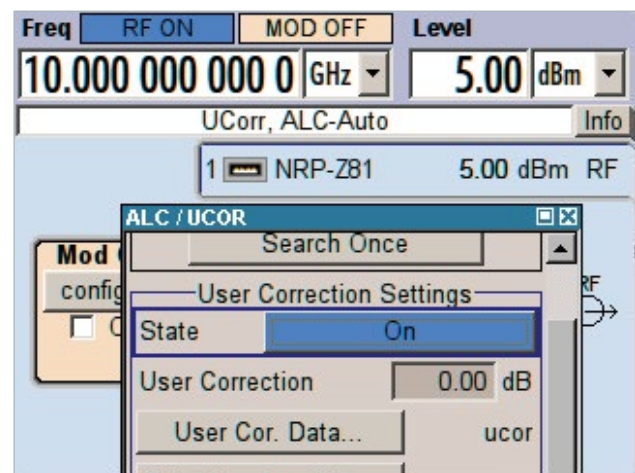 Freq RF ON MOD OFF Level
10.000 000 000 0 GHz 5.00 dBm
UCorr, ALC-Auto Info
1 NRP-Z81 5.00 dBm RF
ALC / UCOR
Search Once
Mod
config
RF
User Correction Settings
State On
User Correction 0.00 dB
User Cor. Data... ucor